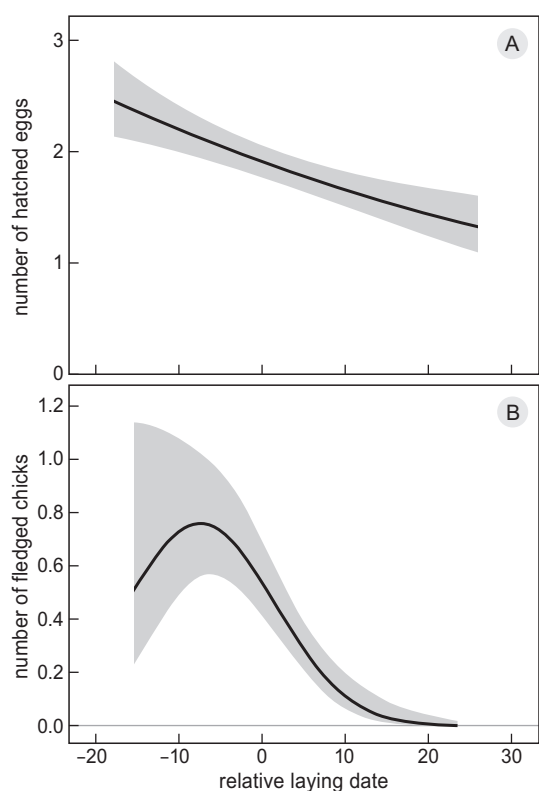 A
3
2
1
0
number of hatched eggs
B
1.2
1.0
0.8
0.6
0.4
0.2
0.0
number of fledged chicks
−20 −10 0 10 20 30
relative laying date